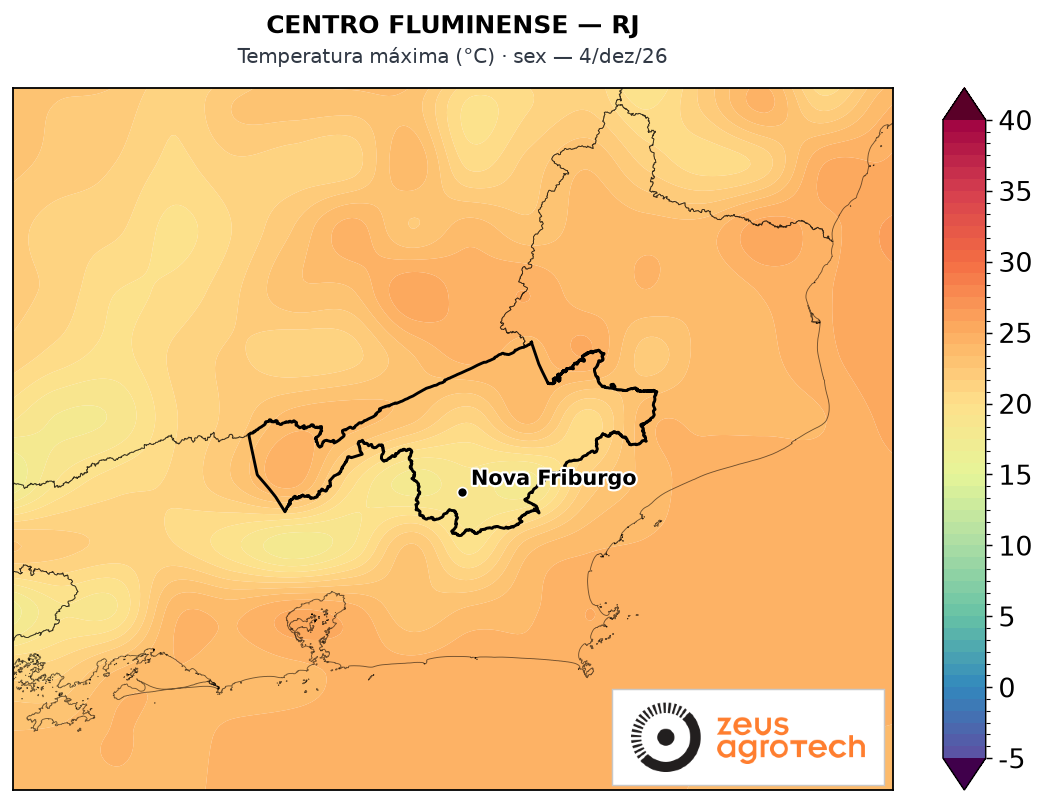 CENTRO FLUMINENSE — RJ
Temperatura máxima (°C) · sex — 4/dez/26
40
35
30
25
20
15
10
5
0
-5
Nova Friburgo
zeus
agrotech